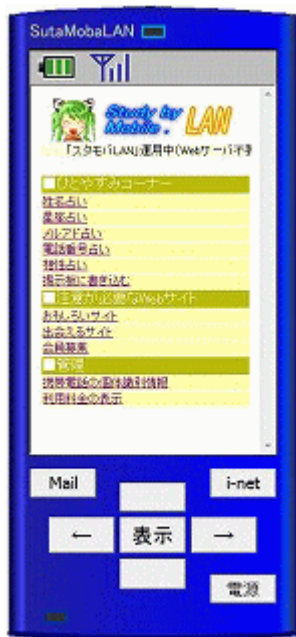 SutaMobaLAN
Study by
Mobile. LAN
「スタモバLAN」運用中(Webサーバ不
■ひとやすみコーナー
姓名占い
星座占い
メルアド占い
電話番号占い
相性占い
掲示板に書き込む
■注意が必要なWebサイト
おもしろいサイト
出会えるサイト
会員募集
■管理
携帯電話の固体識別情報
利用料金の表示
Mail
i-net
← 表示 →
電源